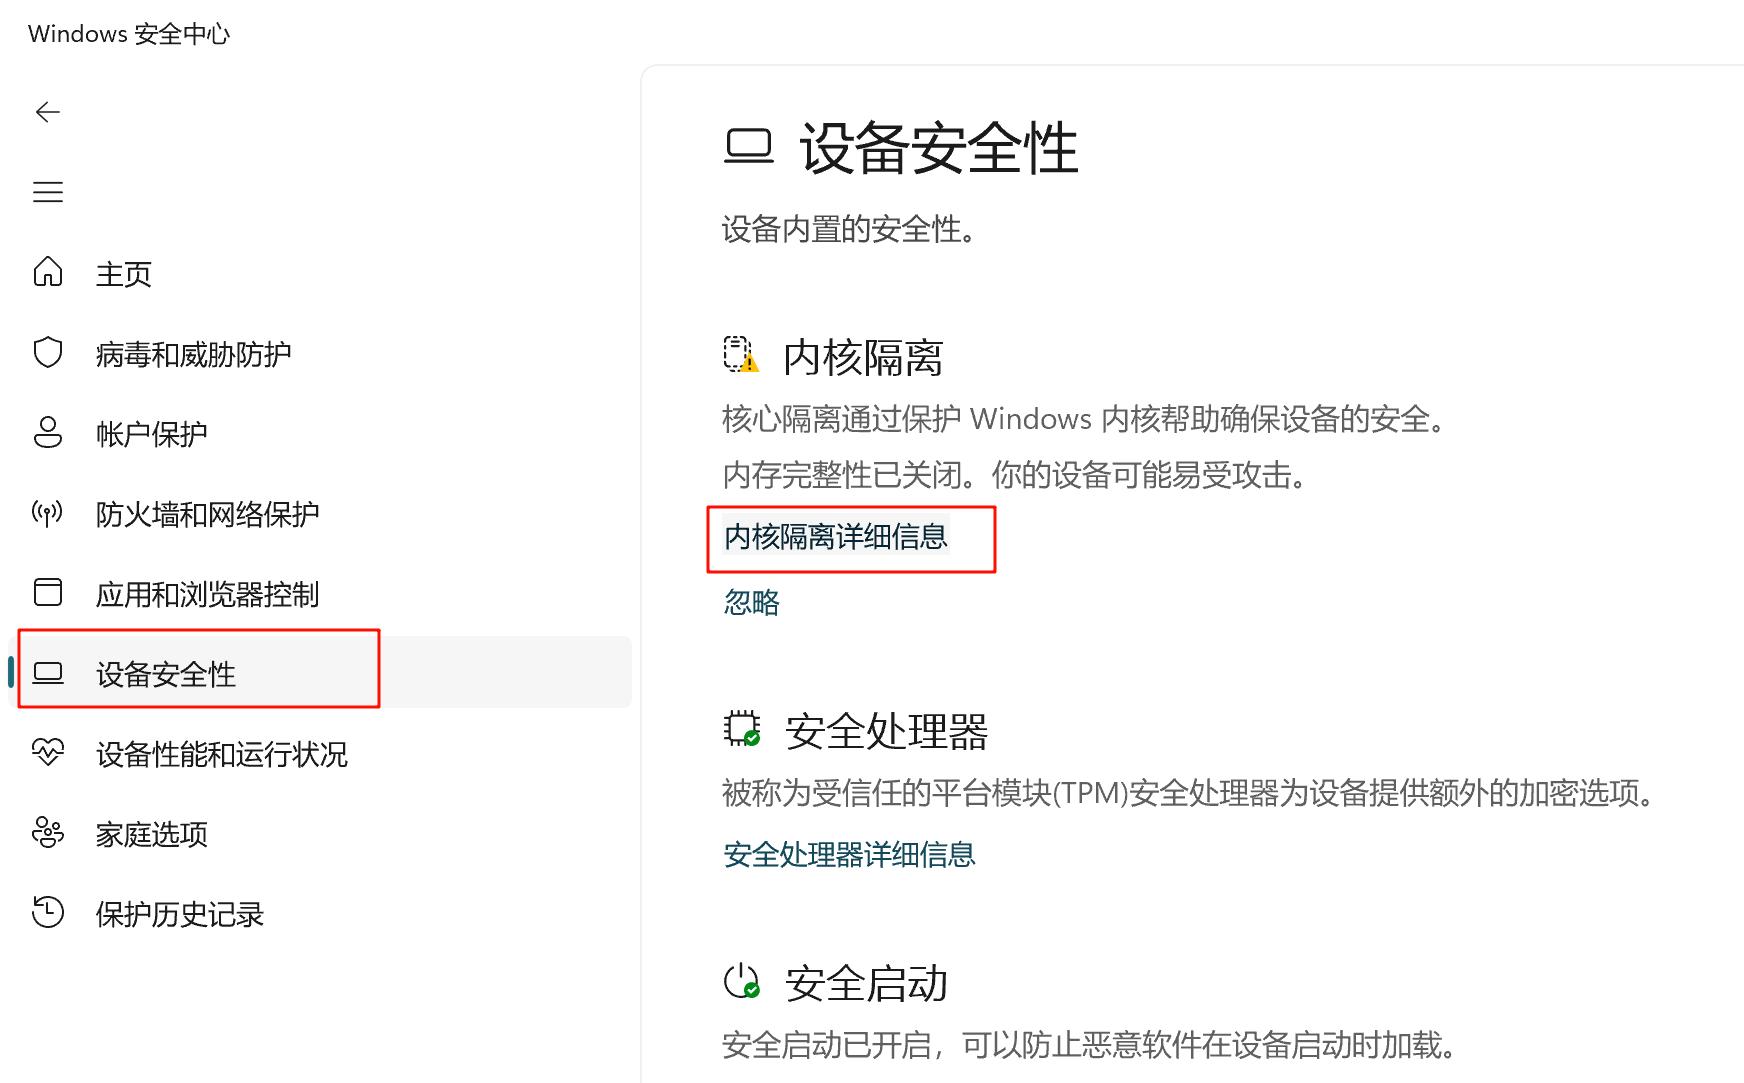 Windows 安全中心
主页
病毒和威胁防护
帐户保护
防火墙和网络保护
应用和浏览器控制
设备安全性
设备性能和运行状况
家庭选项
保护历史记录
设备安全性
设备内置的安全性。
内核隔离
核心隔离通过保护 Windows 内核帮助确保设备的安全。
内存完整性已关闭。你的设备可能易受攻击。
内核隔离详细信息
忽略
安全处理器
被称为受信任的平台模块(TPM)安全处理器为设备提供额外的加密选项。
安全处理器详细信息
安全启动
安全启动已开启，可以防止恶意软件在设备启动时加载。